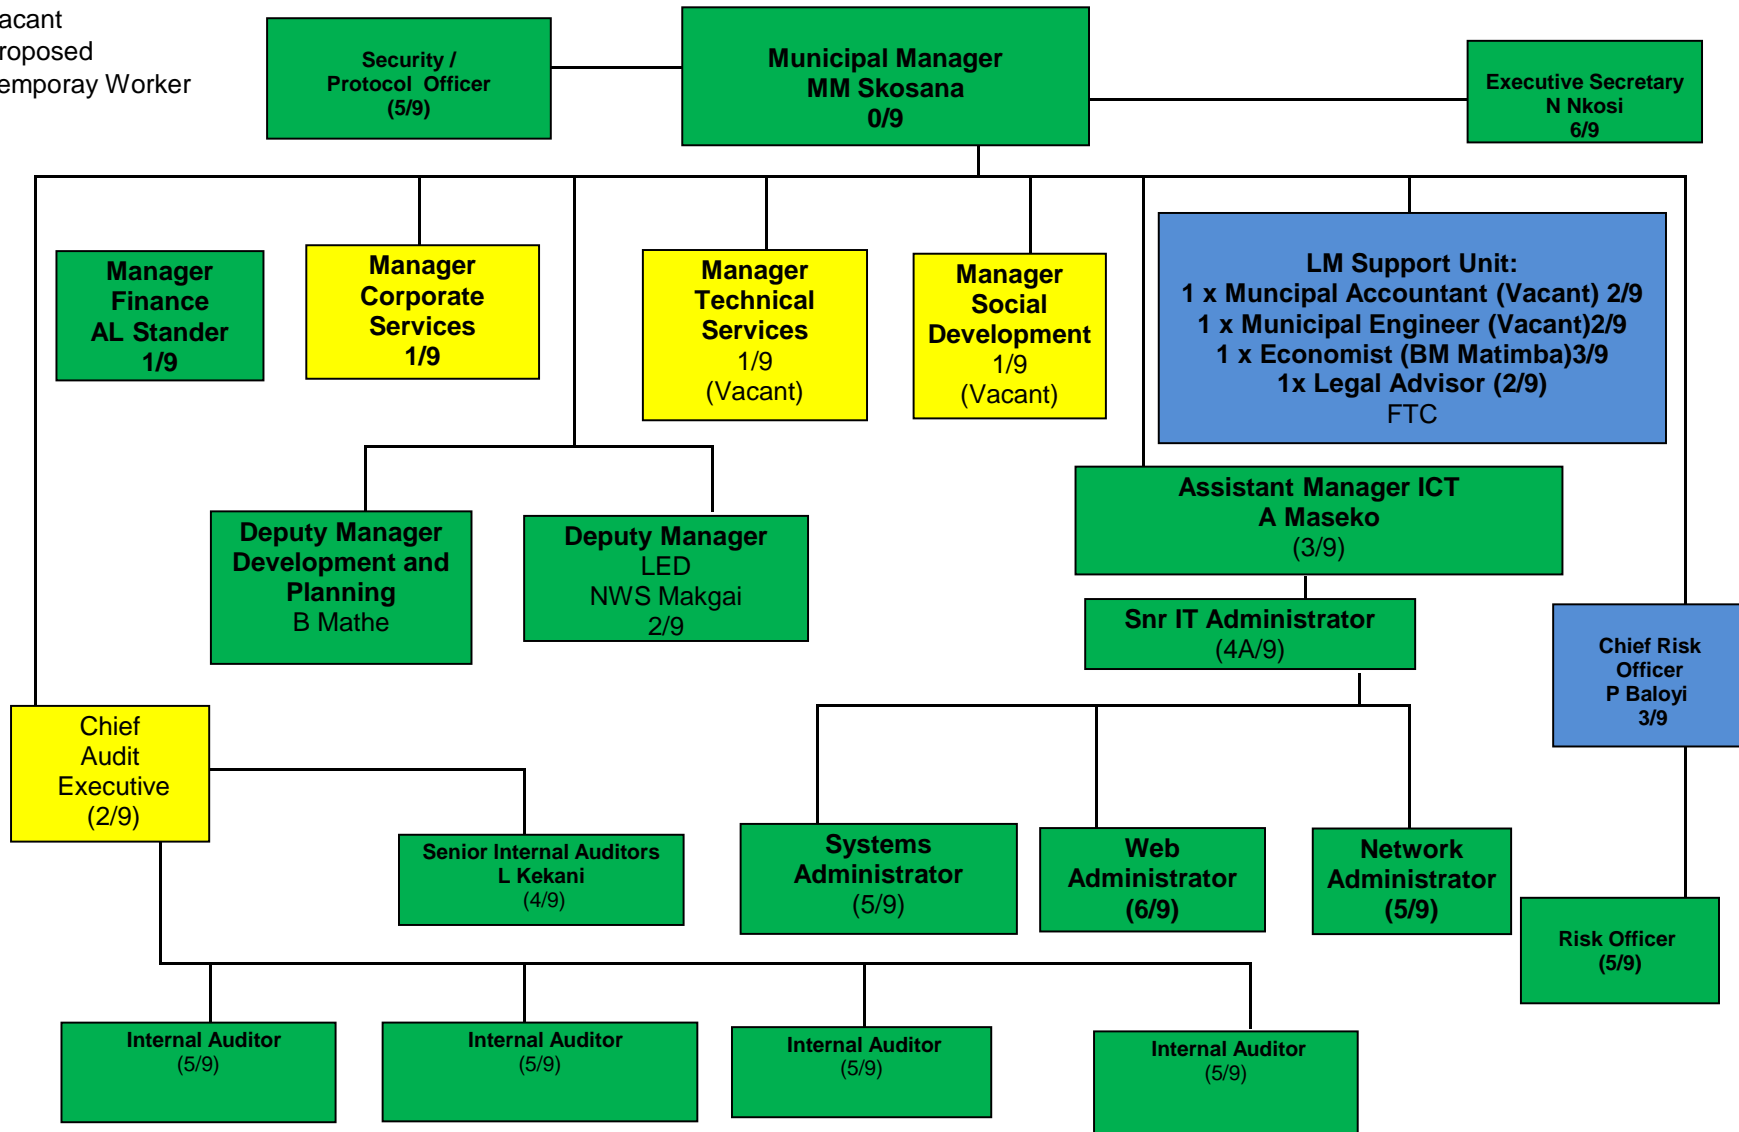 acant
roposed
emporay Worker
Security /
Protocol Officer
(5/9)
Municipal Manager
MM Skosana
0/9
Executive Secretary
N Nkosi
6/9
Manager
Finance
AL Stander
1/9
Manager
Corporate
Services
1/9
Manager
Technical
Services
1/9
(Vacant)
Manager
Social
Development
1/9
(Vacant)
LM Support Unit:
1 x Muncipal Accountant (Vacant) 2/9
1 x Municipal Engineer (Vacant)2/9
1 x Economist (BM Matimba)3/9
1x Legal Advisor (2/9)
FTC
Deputy Manager
Development and
Planning
B Mathe
Deputy Manager
LED
NWS Makgai
2/9
Assistant Manager ICT
A Maseko
(3/9)
Snr IT Administrator
(4A/9)
Chief Risk
Officer
P Baloyi
3/9
Chief
Audit
Executive
(2/9)
Senior Internal Auditors
L Kekani
(4/9)
Systems
Administrator
(5/9)
Web
Administrator
(6/9)
Network
Administrator
(5/9)
Risk Officer
(5/9)
Internal Auditor
(5/9)
Internal Auditor
(5/9)
Internal Auditor
(5/9)
Internal Auditor
(5/9)